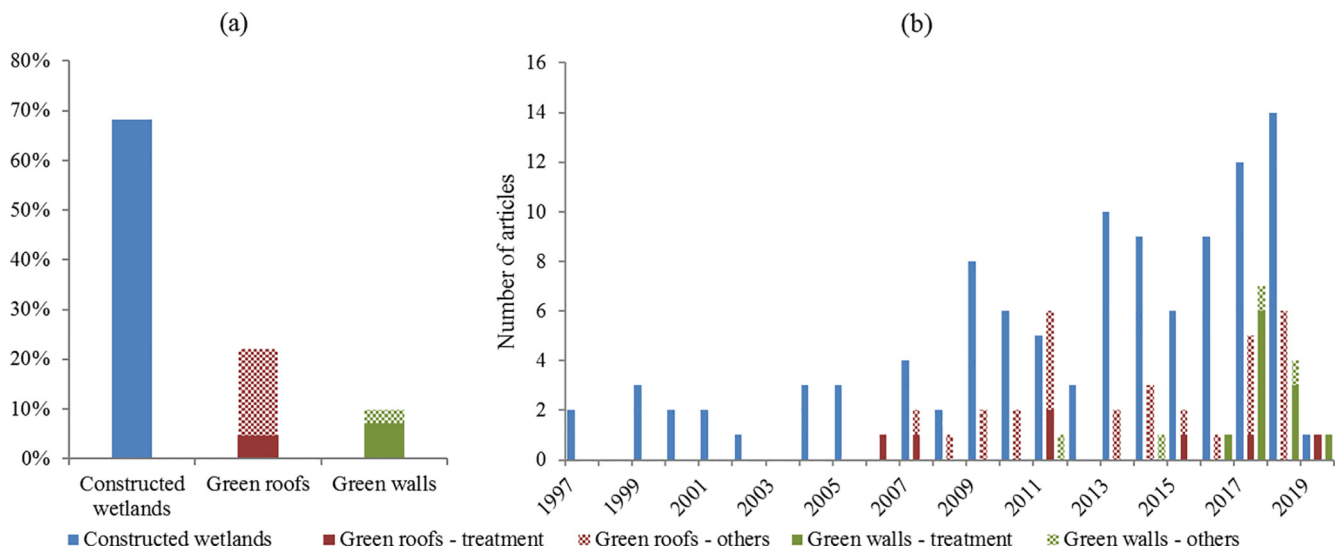 (a)
80%
70%
60%
50%
40%
30%
20%
10%
0%
Constructed
wetlands
Green roofs
Green walls
(b)
Number of articles
16
14
12
10
8
6
4
2
0
1997
1999
2001
2003
2005
2007
2009
2011
2013
2015
2017
2019
Constructed wetlands
Green roofs - treatment
Green roofs - others
Green walls - treatment
Green walls - others